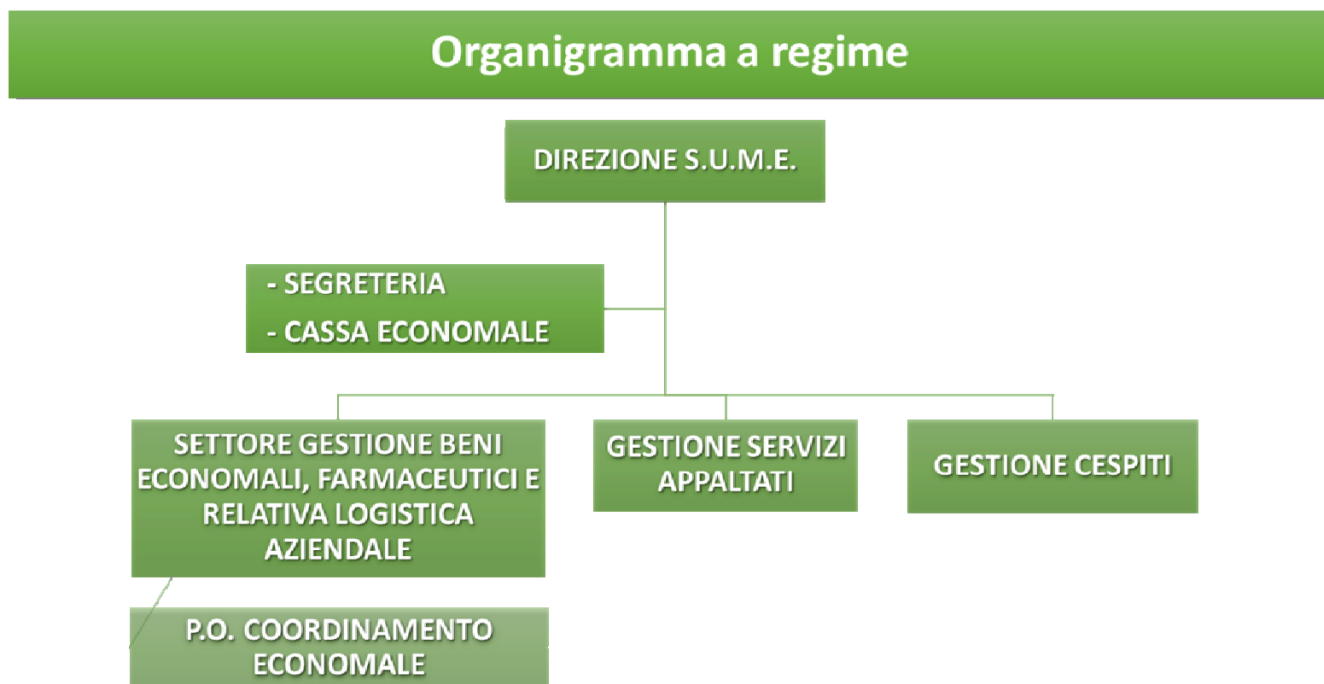 Organigramma a regime
DIREZIONE S.U.M.E.
- SEGRETERIA
- CASSA ECONOMALE
SETTORE GESTIONE BENI
ECONOMALI, FARMACEUTICI E
RELATIVA LOGISTICA
AZIENDALE
GESTIONE SERVIZI
APPALTATI
GESTIONE CESPITI
P.O. COORDINAMENTO
ECONOMALE